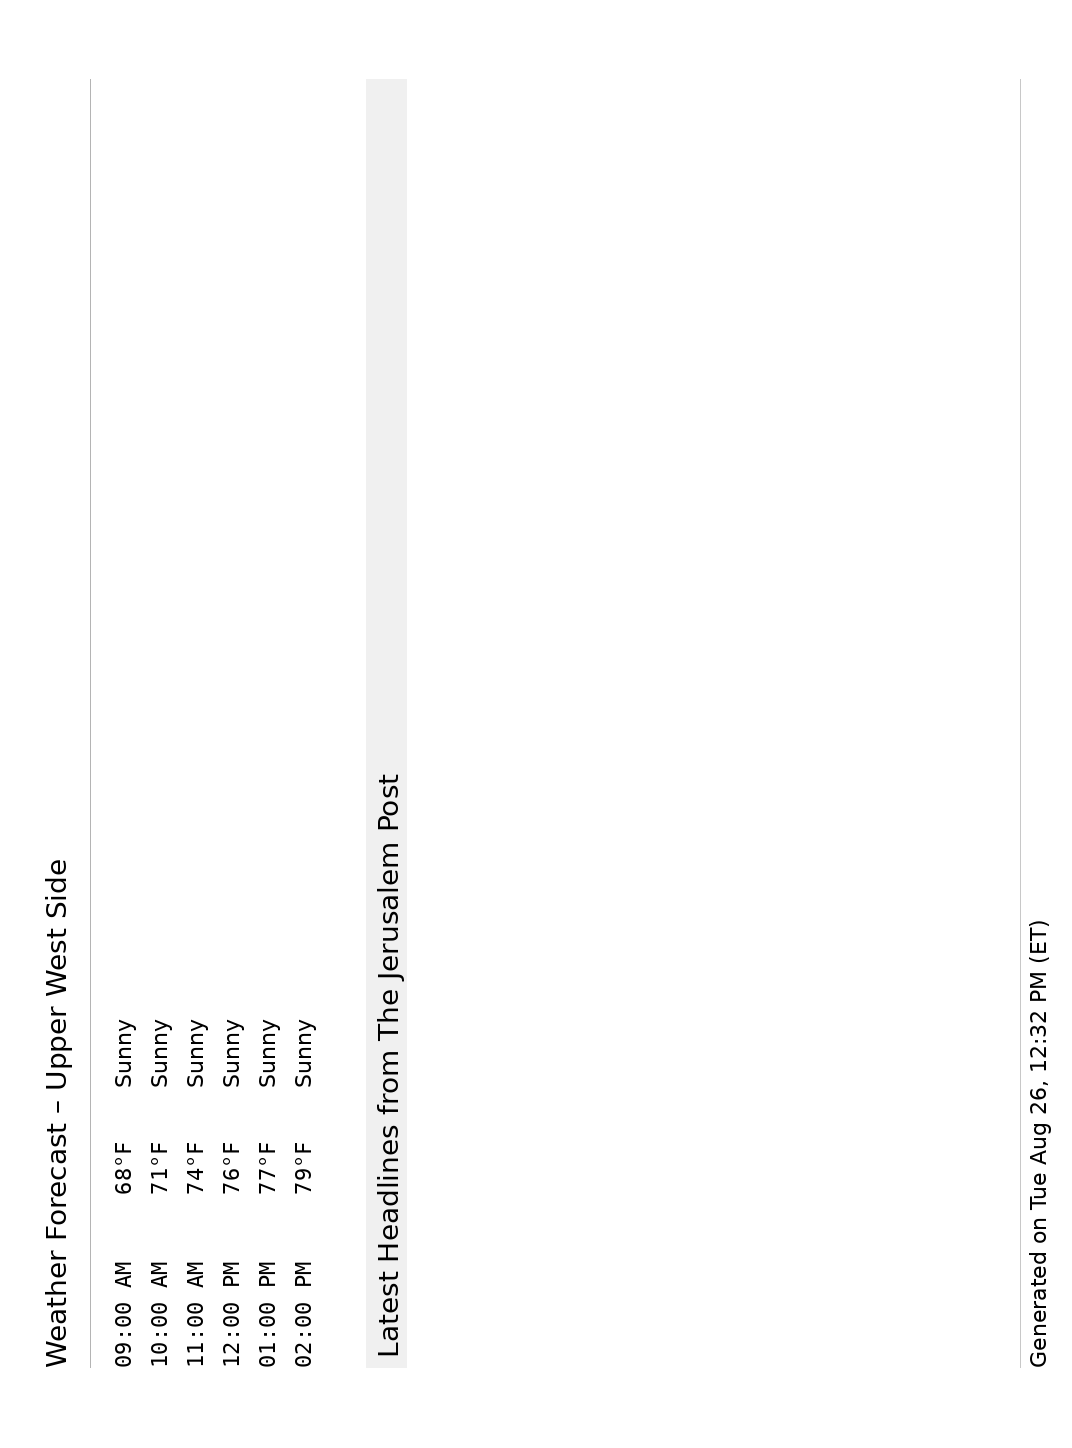 Weather Forecast – Upper West Side
09:00 AM 68°F Sunny
10:00 AM 71°F Sunny
11:00 AM 74°F Sunny
12:00 PM 76°F Sunny
01:00 PM 77°F Sunny
02:00 PM 79°F Sunny
Latest Headlines from The Jerusalem Post
Generated on Tue Aug 26, 12:32 PM (ET)